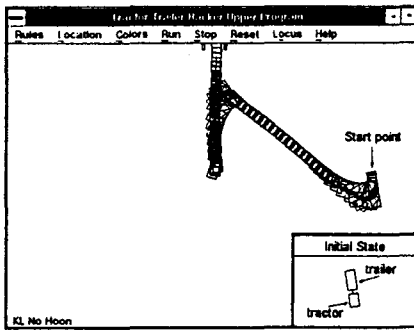 Tractor Trailer Backer Upper Program
Rules Location Colors Run Stop Reset Locus Help
Start point
Initial State
trailer
tractor
KL No Hoon